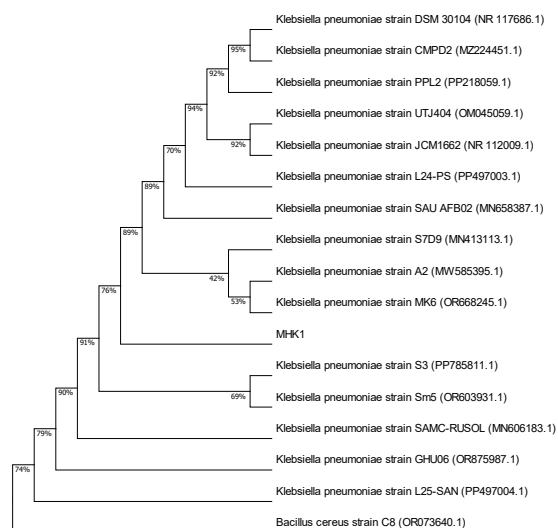 Klebsiella pneumoniae strain DSM 30104 (NR 117686.1)
95%
Klebsiella pneumoniae strain CMPD2 (MZ224451.1)
92%
Klebsiella pneumoniae strain PPL2 (PP218059.1)
94%
Klebsiella pneumoniae strain UTJ404 (OM045059.1)
92%
Klebsiella pneumoniae strain JCM1662 (NR 112009.1)
70%
Klebsiella pneumoniae strain L24-PS (PP497003.1)
89%
Klebsiella pneumoniae strain SAU AFB02 (MN658387.1)
89%
Klebsiella pneumoniae strain S7D9 (MN413113.1)
42%
Klebsiella pneumoniae strain A2 (MW585395.1)
76%
53%
Klebsiella pneumoniae strain MK6 (OR668245.1)
MHK1
91%
Klebsiella pneumoniae strain S3 (PP785811.1)
90%
69%
Klebsiella pneumoniae strain Sm5 (OR603931.1)
79%
Klebsiella pneumoniae strain SAMC-RUSOL (MN606183.1)
74%
Klebsiella pneumoniae strain GHU06 (OR875987.1)
Klebsiella pneumoniae strain L25-SAN (PP497004.1)
Bacillus cereus strain C8 (OR073640.1)